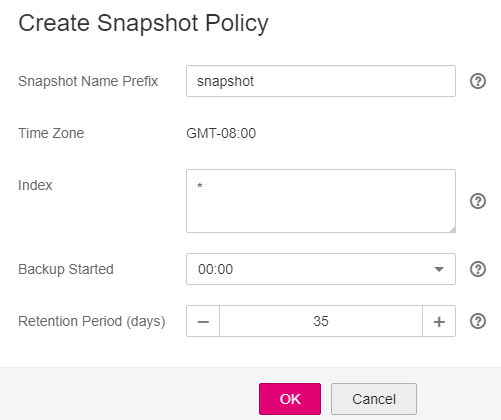 Create Snapshot Policy
Snapshot Name Prefix snapshot ?
Time Zone GMT-08:00
Index * ?
Backup Started 00:00 ?
Retention Period (days) − 35 + ?
OK Cancel